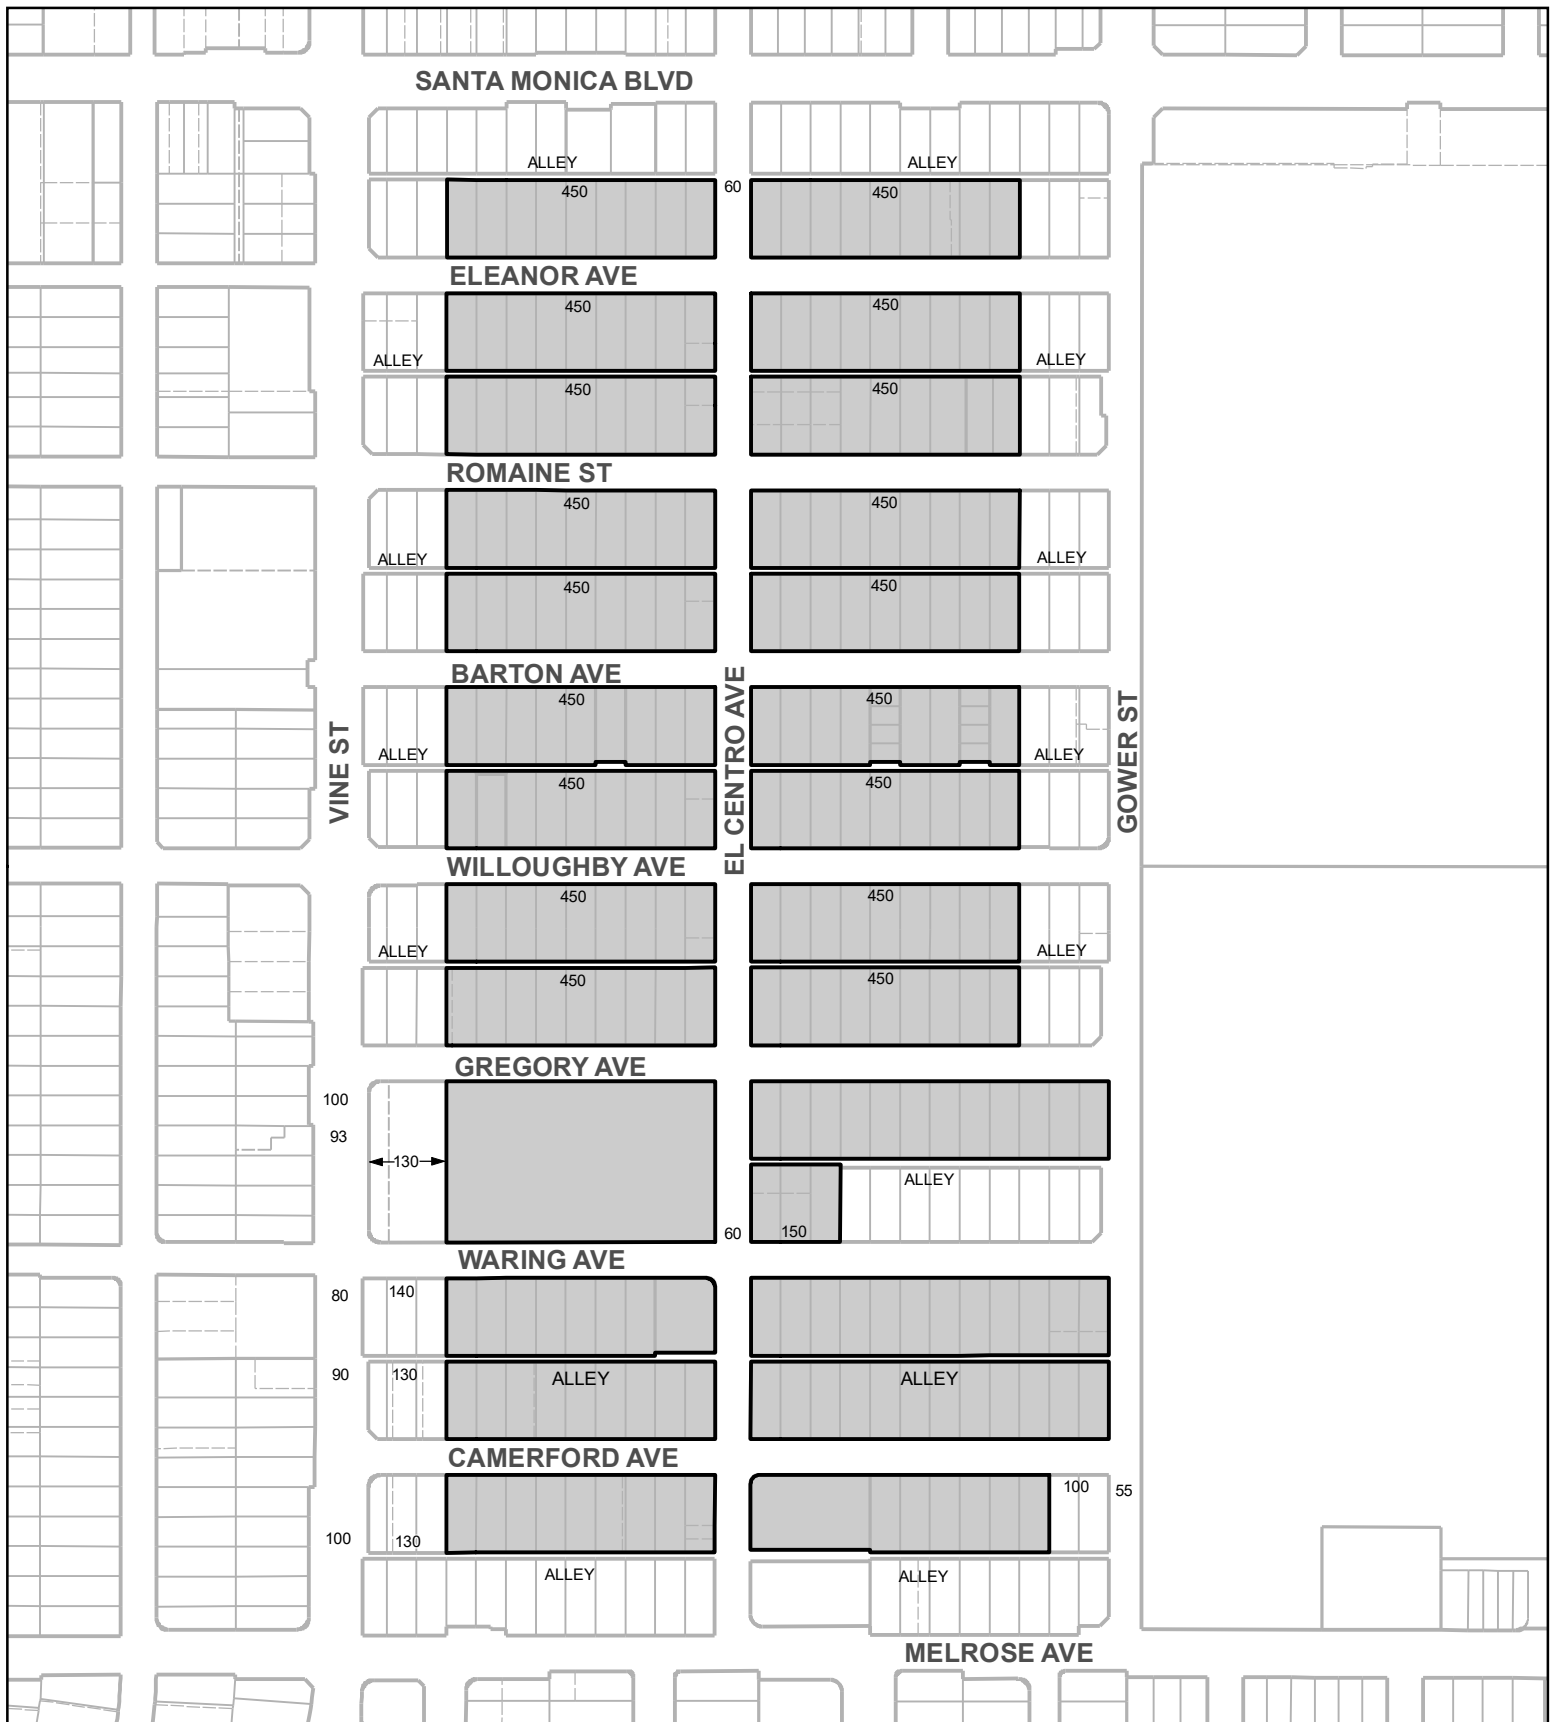 SANTA MONICA BLVD
ALLEY
ALLEY
450
60
450
ELEANOR AVE
450
450
ALLEY
ALLEY
450
450
ROMAINE ST
450
450
ALLEY
ALLEY
450
450
BARTON AVE
450
450
ALLEY
ALLEY
VINE ST
EL CENTRO AVE
GOWER ST
450
450
WILLOUGHBY AVE
450
450
ALLEY
ALLEY
450
450
GREGORY AVE
100
93
130
ALLEY
60
150
WARING AVE
80
140
90
130
ALLEY
ALLEY
CAMERFORD AVE
100
55
100
130
ALLEY
ALLEY
MELROSE AVE